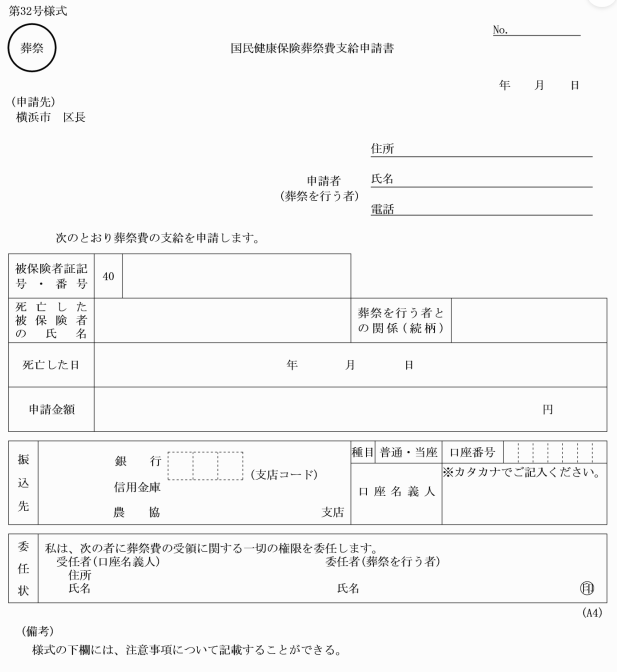 第32号様式
葬祭
No.
国民健康保険葬祭費支給申請書
年　月　日
(申請先)
横浜市　区長
住所
申請者
(葬祭を行う者)
氏名
電話
次のとおり葬祭費の支給を申請します。
被保険者証記
号・番号
40
死亡した
被保険者
の氏名
葬祭を行う者と
の関係(続柄)
死亡した日
年　月　日
申請金額
円
振込先
銀行
(支店コード)
信用金庫
農協
支店
種目
普通・当座
口座番号
※カタカナでご記入ください。
口座名義人
委任状
私は、次の者に葬祭費の受領に関する一切の権限を委任します。
受任者(口座名義人)
委任者(葬祭を行う者)
住所
氏名
氏名
印
(A4)
(備考)
様式の下欄には、注意事項について記載することができる。